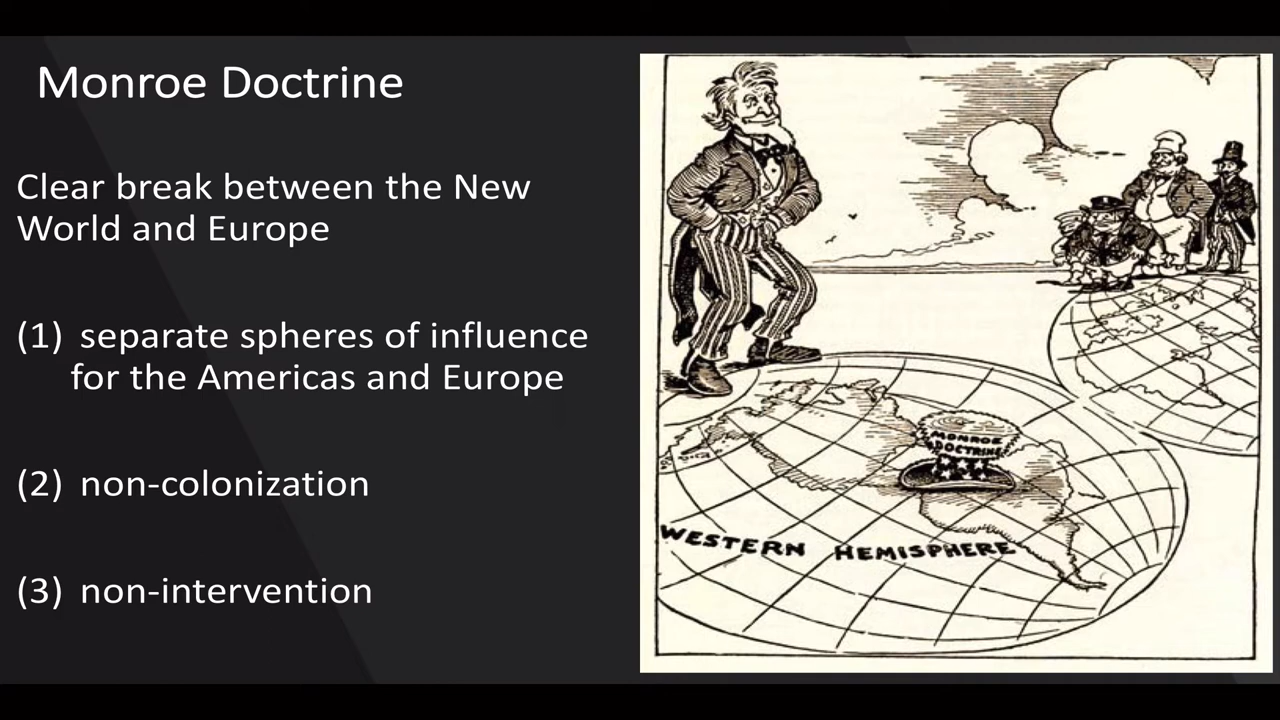 Monroe Doctrine
Clear break between the New
World and Europe
(1) separate spheres of influence
for the Americas and Europe
(2) non-colonization
(3) non-intervention
MONROE
DOCTRINE
WESTERN HEMISPHERE